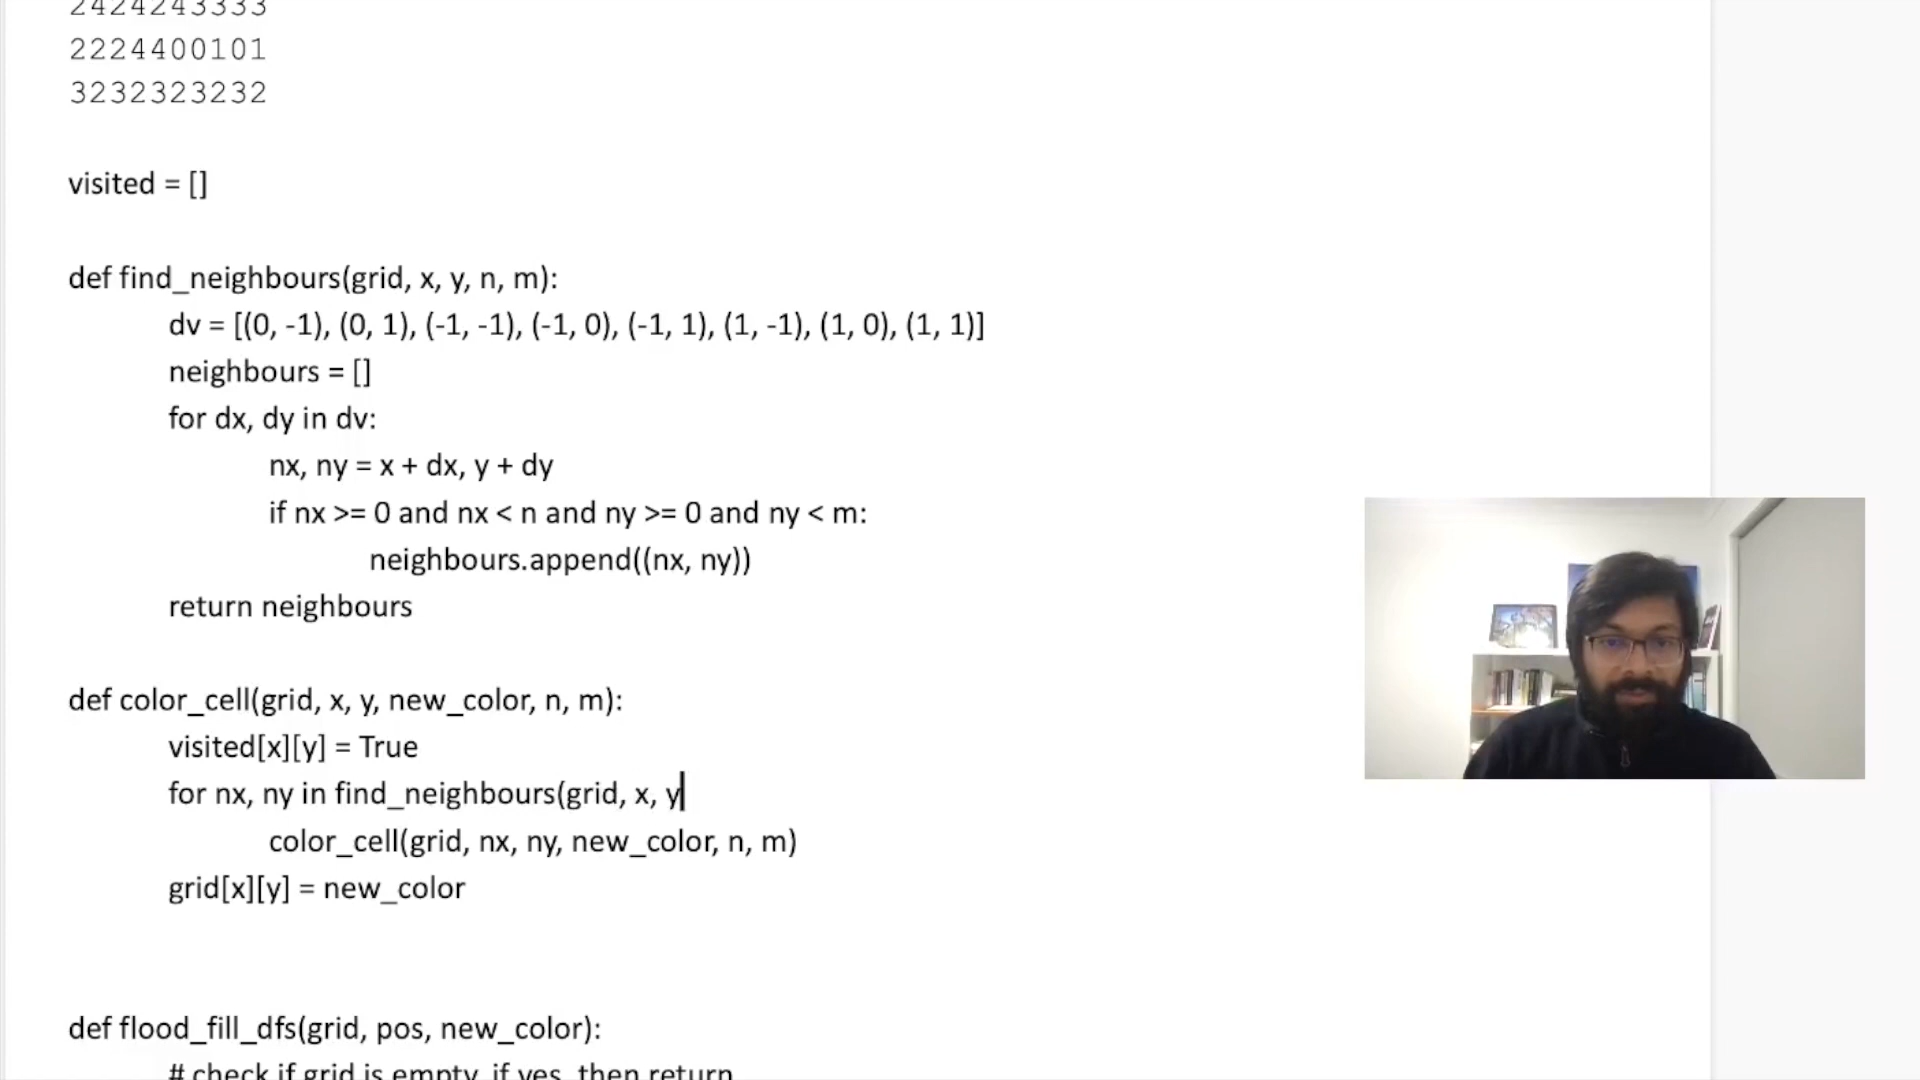 2424243333
2224400101
3232323232
visited = []
def find_neighbours(grid, x, y, n, m):
dv = [(0, -1), (0, 1), (-1, -1), (-1, 0), (-1, 1), (1, -1), (1, 0), (1, 1)]
neighbours = []
for dx, dy in dv:
nx, ny = x + dx, y + dy
if nx >= 0 and nx < n and ny >= 0 and ny < m:
neighbours.append((nx, ny))
return neighbours
def color_cell(grid, x, y, new_color, n, m):
visited[x][y] = True
for nx, ny in find_neighbours(grid, x, y
color_cell(grid, nx, ny, new_color, n, m)
grid[x][y] = new_color
def flood_fill_dfs(grid, pos, new_color):
# check if grid is empty, if yes, then return